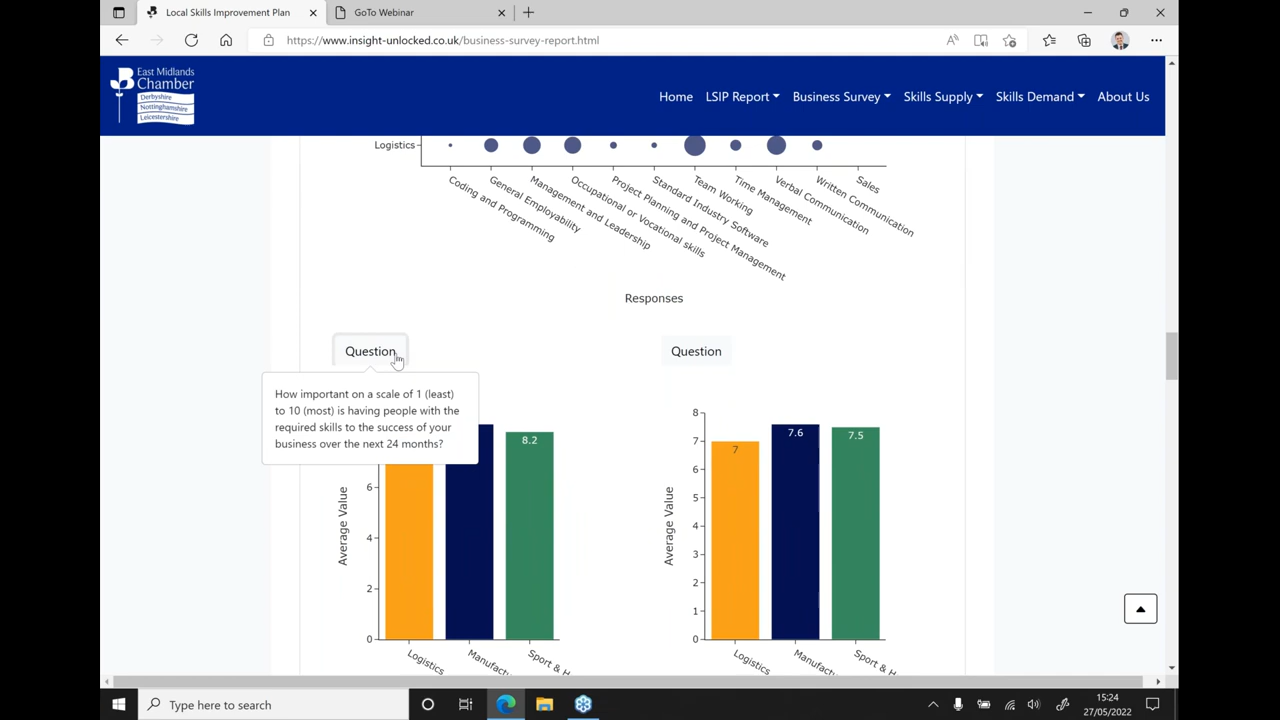 Local Skills Improvement Plan
GoTo Webinar
https://www.insight-unlocked.co.uk/business-survey-report.html
East Midlands
Chamber
Derbyshire
Nottinghamshire
Leicestershire
Home
LSIP Report
Business Survey
Skills Supply
Skills Demand
About Us
Logistics
Coding and Programming
General Employability
Management and Leadership
Occupational or Vocational skills
Project Planning and Project Management
Standard Industry Software
Team Working
Time Management
Verbal Communication
Written Communication
Sales
Responses
Question
How important on a scale of 1 (least)
to 10 (most) is having people with the
required skills to the success of your
business over the next 24 months?
8.2
Average Value
6
4
2
0
Logistics
Manufactu
Sport & H
Question
8
7
6
5
4
3
2
1
0
Average Value
7
7.6
7.5
Logistics
Manufactu
Sport & H
Type here to search
15:24
27/05/2022